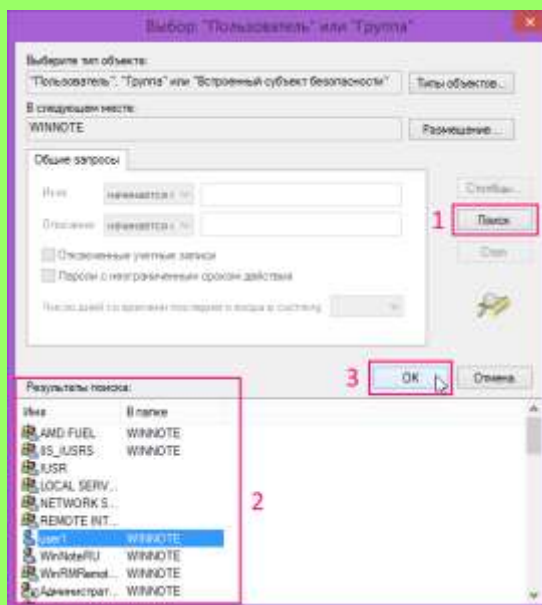 Выбор: "Пользователь" или "Группа"
Выберите тип объекта:
"Пользователь", "Группа" или "Встроенный субъект безопасности"
Типы объектов...
В следующем месте:
WINNOTE
Размещение...
Общие запросы
Имя: начинается с
Столбцы...
Описание: начинается с
1
Поиск
Стоп
Отключенные учетные записи
Пароли с неограниченным сроком действия
Число дней со времени последнего входа в систему:
3
ОК
Отмена
Результаты поиска:
Имя В папке
AMD FUEL WINNOTE
IIS_IUSRS WINNOTE
IUSR
LOCAL SERV...
NETWORK S...
2
REMOTE INT...
user1 WINNOTE
WinNoteRU WINNOTE
WinRMRemot... WINNOTE
Администрат... WINNOTE